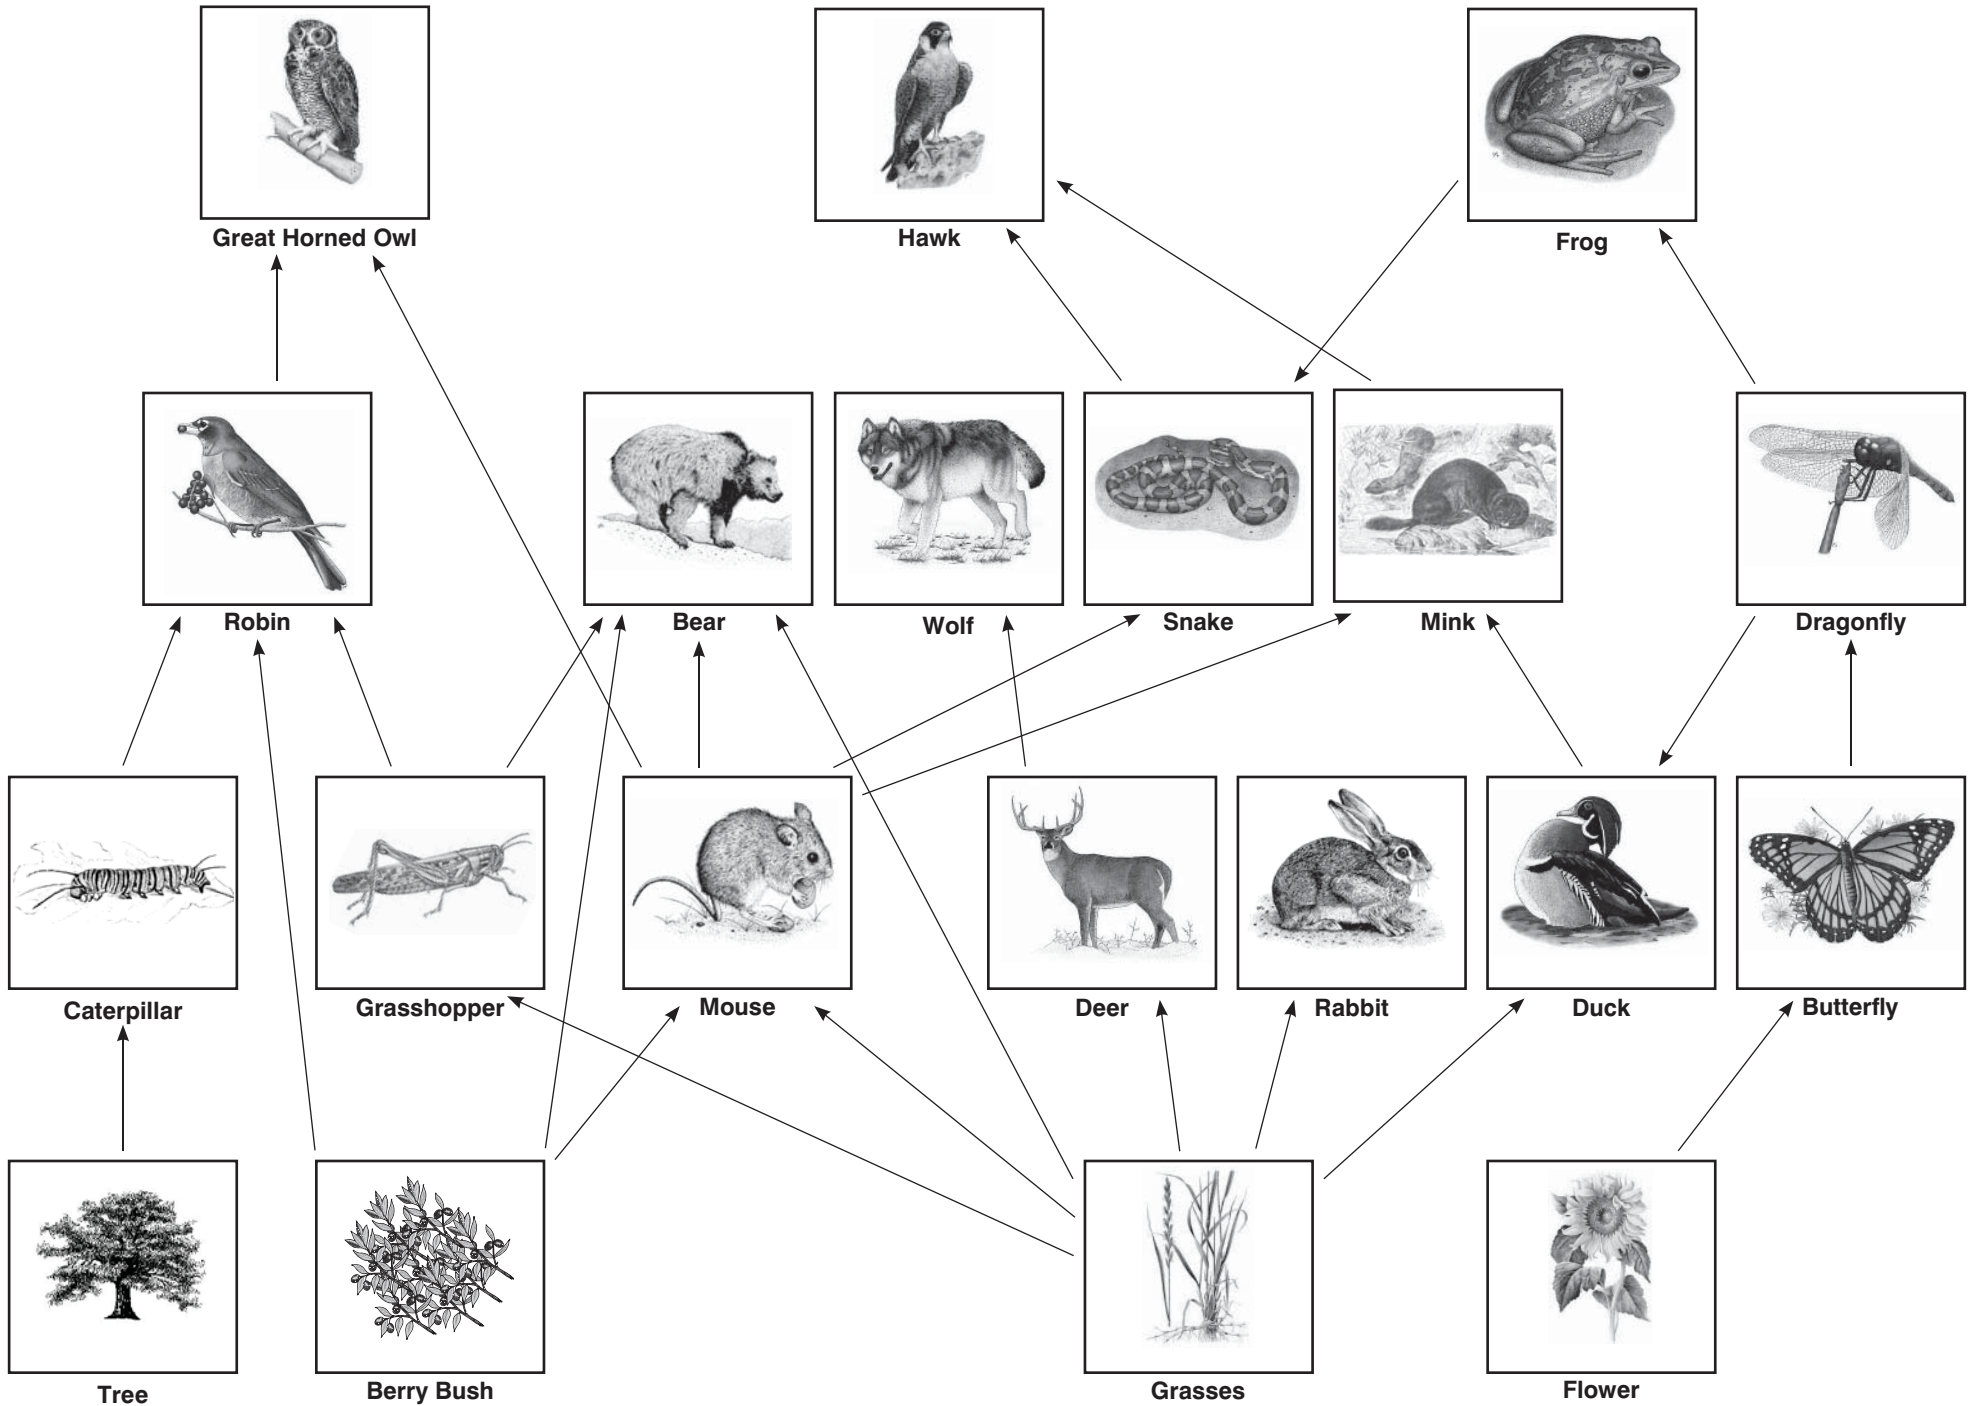 Great Horned Owl
Hawk
Frog
Robin
Bear
Wolf
Snake
Mink
Dragonfly
Caterpillar
Grasshopper
Mouse
Deer
Rabbit
Duck
Butterfly
Tree
Berry Bush
Grasses
Flower